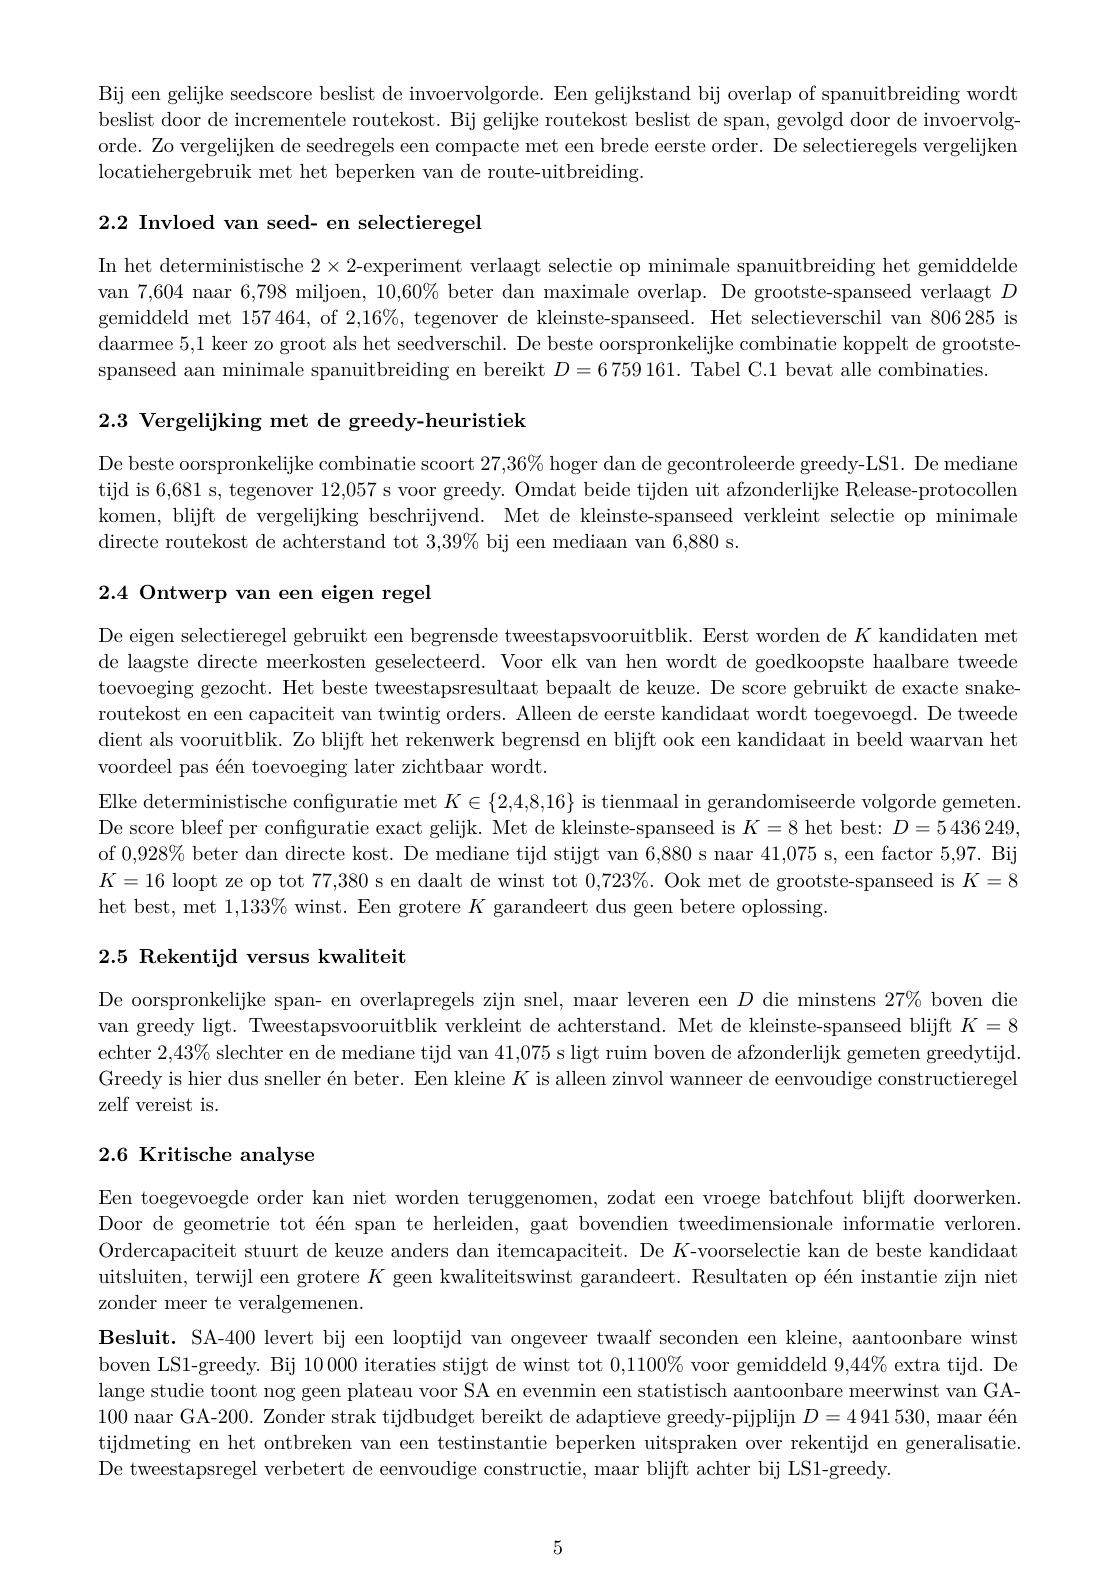 Bij een gelijke seedscore beslist de invoervolgorde. Een gelijkstand bij overlap of spanuitbreiding wordt
beslist door de incrementele routekost. Bij gelijke routekost beslist de span, gevolgd door de invoervolg-
orde. Zo vergelijken de seedregels een compacte met een brede eerste order. De selectieregels vergelijken
locatiehergebruik met het beperken van de route-uitbreiding.
2.2 Invloed van seed- en selectieregel
In het deterministische 2 × 2-experiment verlaagt selectie op minimale spanuitbreiding het gemiddelde
van 7,604 naar 6,798 miljoen, 10,60% beter dan maximale overlap. De grootste-spanseed verlaagt D
gemiddeld met 157 464, of 2,16%, tegenover de kleinste-spanseed. Het selectieverschil van 806 285 is
daarmee 5,1 keer zo groot als het seedverschil. De beste oorspronkelijke combinatie koppelt de grootste-
spanseed aan minimale spanuitbreiding en bereikt D = 6 759 161. Tabel C.1 bevat alle combinaties.
2.3 Vergelijking met de greedy-heuristiek
De beste oorspronkelijke combinatie scoort 27,36% hoger dan de gecontroleerde greedy-LS1. De mediane
tijd is 6,681 s, tegenover 12,057 s voor greedy. Omdat beide tijden uit afzonderlijke Release-protocollen
komen, blijft de vergelijking beschrijvend. Met de kleinste-spanseed verkleint selectie op minimale
directe routekost de achterstand tot 3,39% bij een mediaan van 6,880 s.
2.4 Ontwerp van een eigen regel
De eigen selectieregel gebruikt een begrensde tweestapsvooruitblik. Eerst worden de K kandidaten met
de laagste directe meerkosten geselecteerd. Voor elk van hen wordt de goedkoopste haalbare tweede
toevoeging gezocht. Het beste tweestapsresultaat bepaalt de keuze. De score gebruikt de exacte snake-
routekost en een capaciteit van twintig orders. Alleen de eerste kandidaat wordt toegevoegd. De tweede
dient als vooruitblik. Zo blijft het rekenwerk begrensd en blijft ook een kandidaat in beeld waarvan het
voordeel pas één toevoeging later zichtbaar wordt.
Elke deterministische configuratie met K ∈ {2,4,8,16} is tienmaal in gerandomiseerde volgorde gemeten.
De score bleef per configuratie exact gelijk. Met de kleinste-spanseed is K = 8 het best: D = 5 436 249,
of 0,928% beter dan directe kost. De mediane tijd stijgt van 6,880 s naar 41,075 s, een factor 5,97. Bij
K = 16 loopt ze op tot 77,380 s en daalt de winst tot 0,723%. Ook met de grootste-spanseed is K = 8
het best, met 1,133% winst. Een grotere K garandeert dus geen betere oplossing.
2.5 Rekentijd versus kwaliteit
De oorspronkelijke span- en overlapregels zijn snel, maar leveren een D die minstens 27% boven die
van greedy ligt. Tweestapsvooruitblik verkleint de achterstand. Met de kleinste-spanseed blijft K = 8
echter 2,43% slechter en de mediane tijd van 41,075 s ligt ruim boven de afzonderlijk gemeten greedytijd.
Greedy is hier dus sneller én beter. Een kleine K is alleen zinvol wanneer de eenvoudige constructieregel
zelf vereist is.
2.6 Kritische analyse
Een toegevoegde order kan niet worden teruggenomen, zodat een vroege batchfout blijft doorwerken.
Door de geometrie tot één span te herleiden, gaat bovendien tweedimensionale informatie verloren.
Ordercapaciteit stuurt de keuze anders dan itemcapaciteit. De K-voorselectie kan de beste kandidaat
uitsluiten, terwijl een grotere K geen kwaliteitswinst garandeert. Resultaten op één instantie zijn niet
zonder meer te veralgemenen.
Besluit. SA-400 levert bij een looptijd van ongeveer twaalf seconden een kleine, aantoonbare winst
boven LS1-greedy. Bij 10 000 iteraties stijgt de winst tot 0,1100% voor gemiddeld 9,44% extra tijd. De
lange studie toont nog geen plateau voor SA en evenmin een statistisch aantoonbare meerwinst van GA-
100 naar GA-200. Zonder strak tijdbudget bereikt de adaptieve greedy-pijplijn D = 4 941 530, maar één
tijdmeting en het ontbreken van een testinstantie beperken uitspraken over rekentijd en generalisatie.
De tweestapsregel verbetert de eenvoudige constructie, maar blijft achter bij LS1-greedy.
5